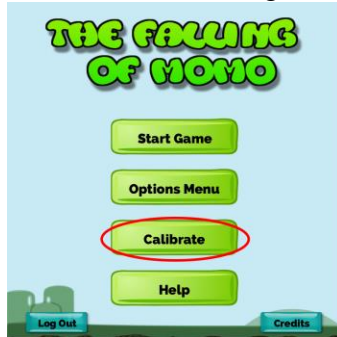 THE FALLING
OF MOMO
Start Game
Options Menu
Calibrate
Help
Log Out
Credits